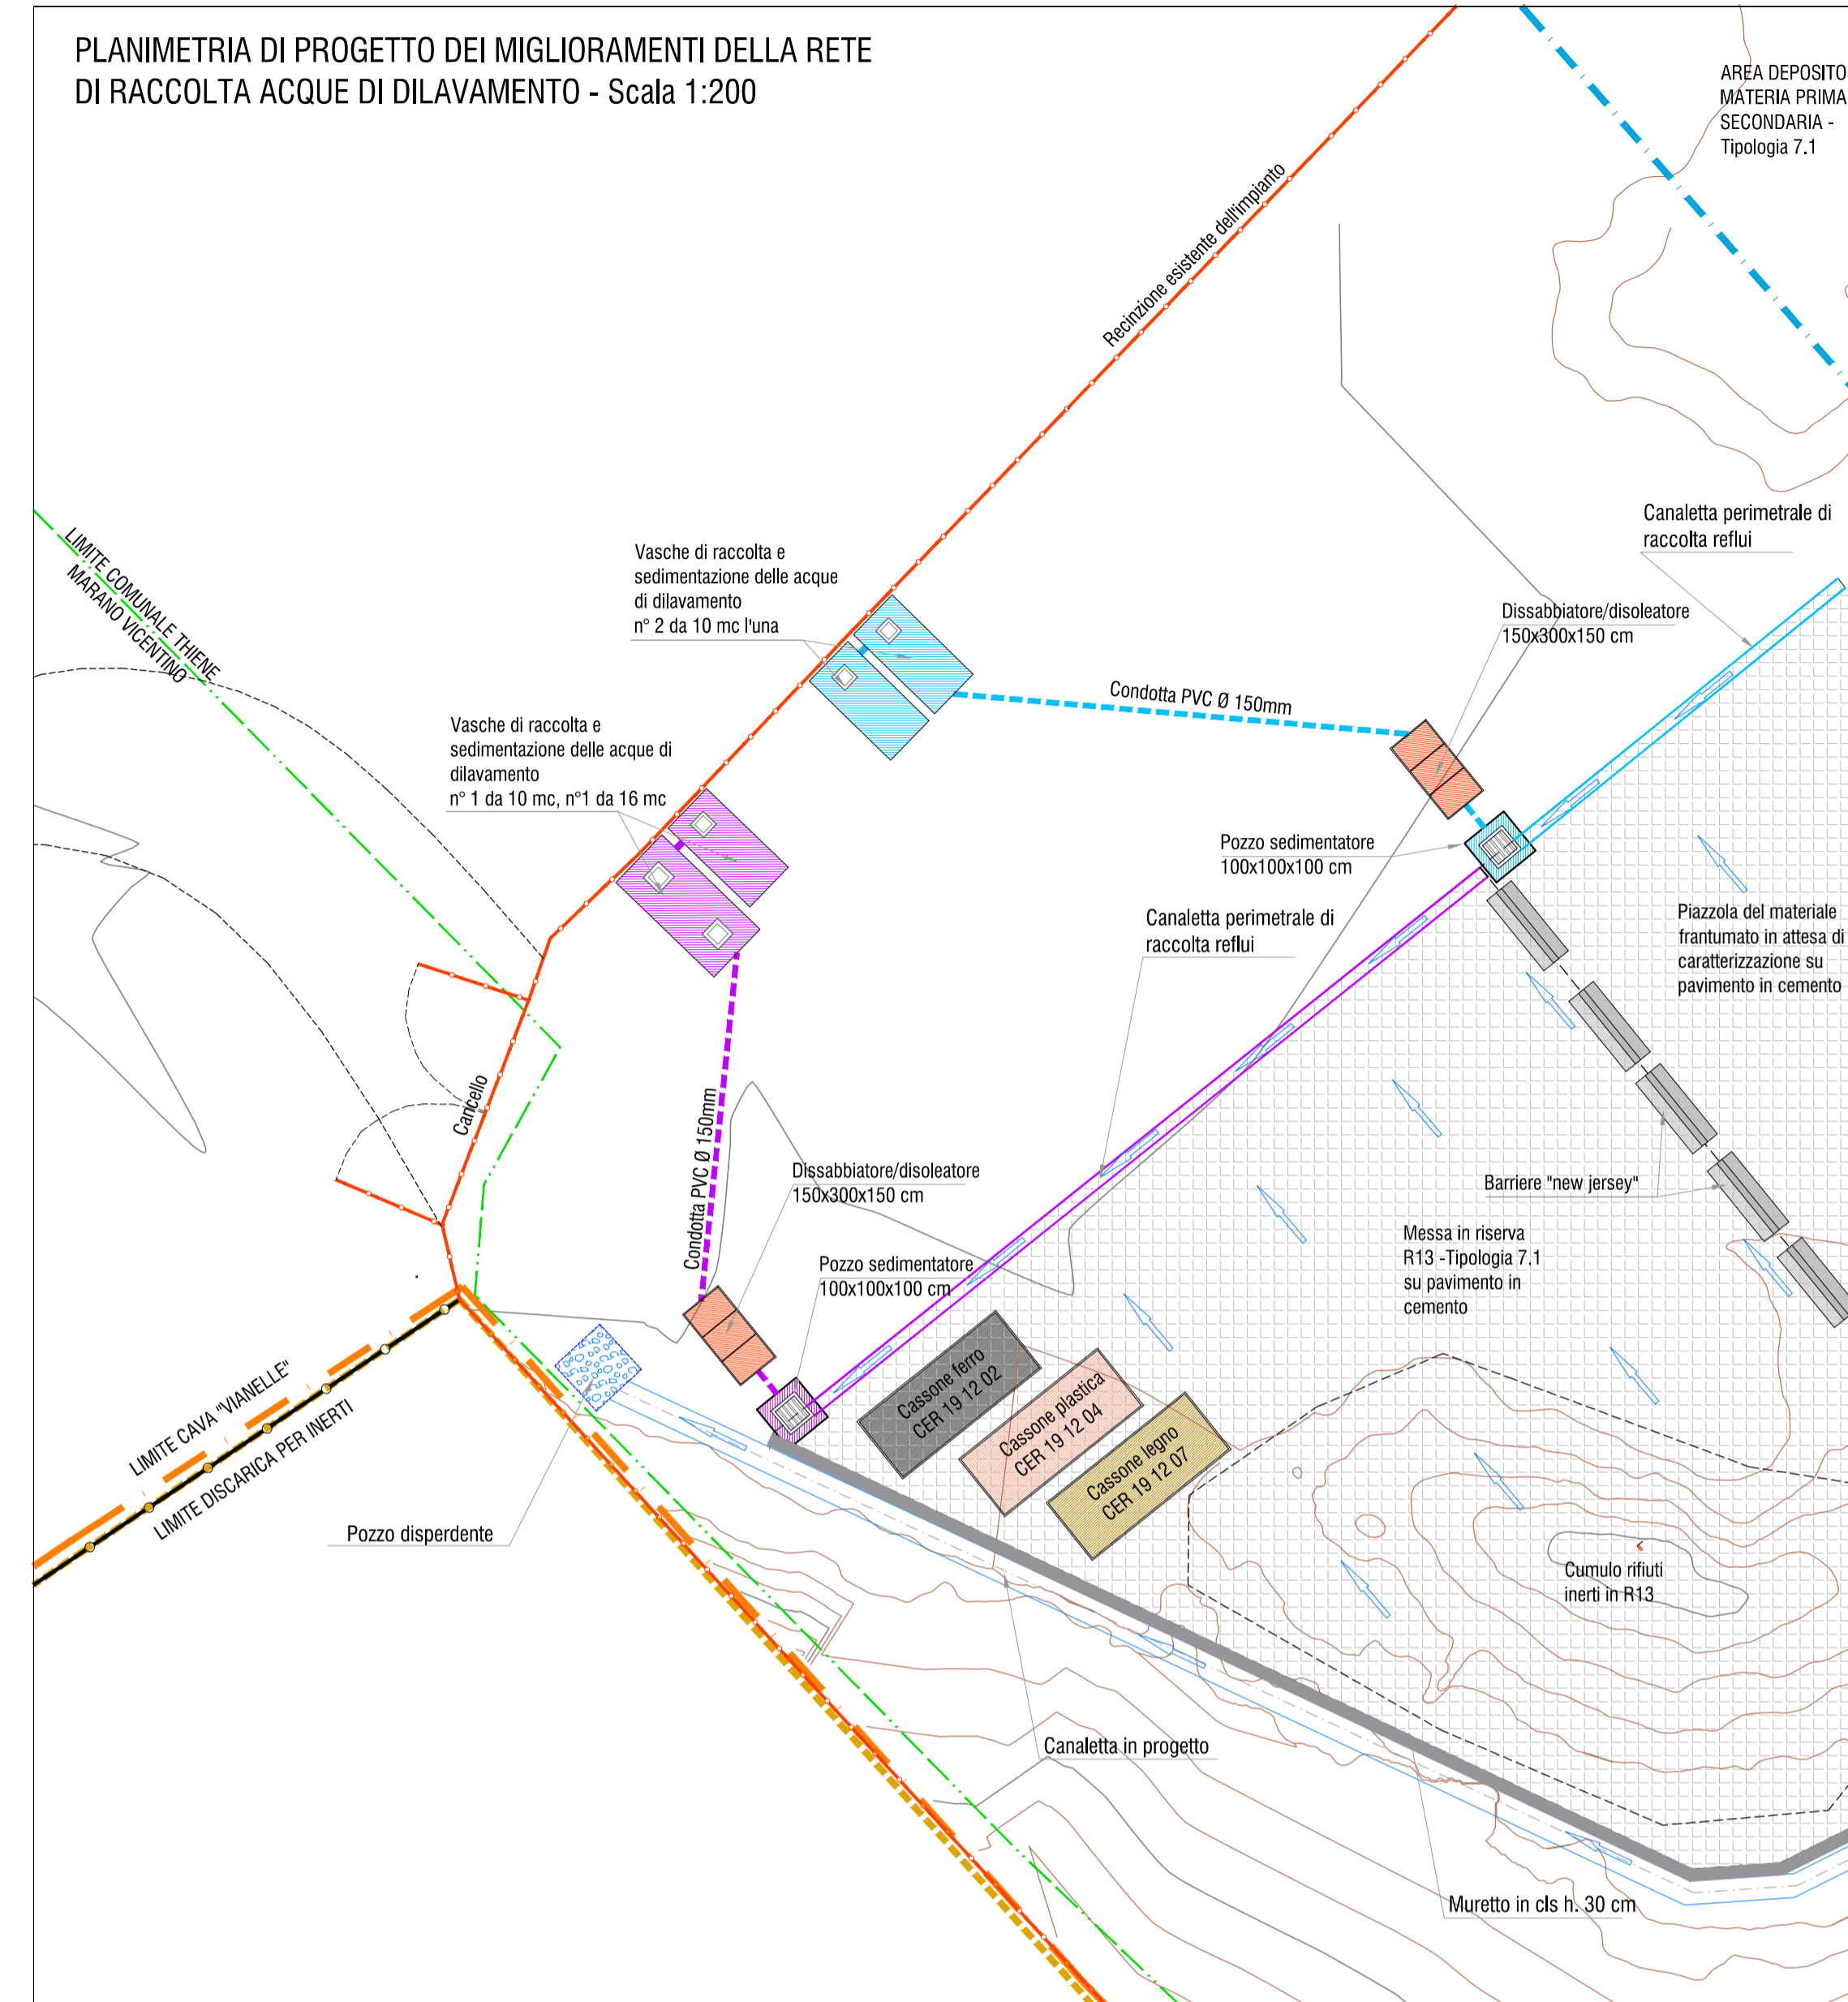 PLANIMETRIA DI PROGETTO DEI MIGLIORAMENTI DELLA RETE
DI RACCOLTA ACQUE DI DILAVAMENTO - Scala 1:200
AREA DEPOSITO
MATERIA PRIMA
SECONDARIA -
Tipologia 7.1
Recinzione esistente dell'impianto
Canaletta perimetrale di
raccolta reflui
LIMITE COMUNALE THIENE
MARANO VICENTINO
Vasche di raccolta e
sedimentazione delle acque
di dilavamento
n° 2 da 10 mc l'una
Dissabbiatore/disoleatore
150x300x150 cm
Condotta PVC Ø 150mm
Vasche di raccolta e
sedimentazione delle acque di
dilavamento
n° 1 da 10 mc, n°1 da 16 mc
Pozzo sedimentatore
100x100x100 cm
Canaletta perimetrale di
raccolta reflui
Piazzola del materiale
frantumato in attesa di
caratterizzazione su
pavimento in cemento
Cancello
Condotta PVC Ø 150mm
Dissabbiatore/disoleatore
150x300x150 cm
Barriere "new jersey"
Messa in riserva
R13 -Tipologia 7.1
su pavimento in
cemento
Pozzo sedimentatore
100x100x100 cm
Cassone ferro
CER 19 12 02
Cassone plastica
CER 19 12 04
Cassone legno
CER 19 12 07
LIMITE CAVA "VIANELLE"
LIMITE DISCARICA PER INERTI
Pozzo disperdente
Cumulo rifiuti
inerti in R13
Canaletta in progetto
Muretto in cls h. 30 cm